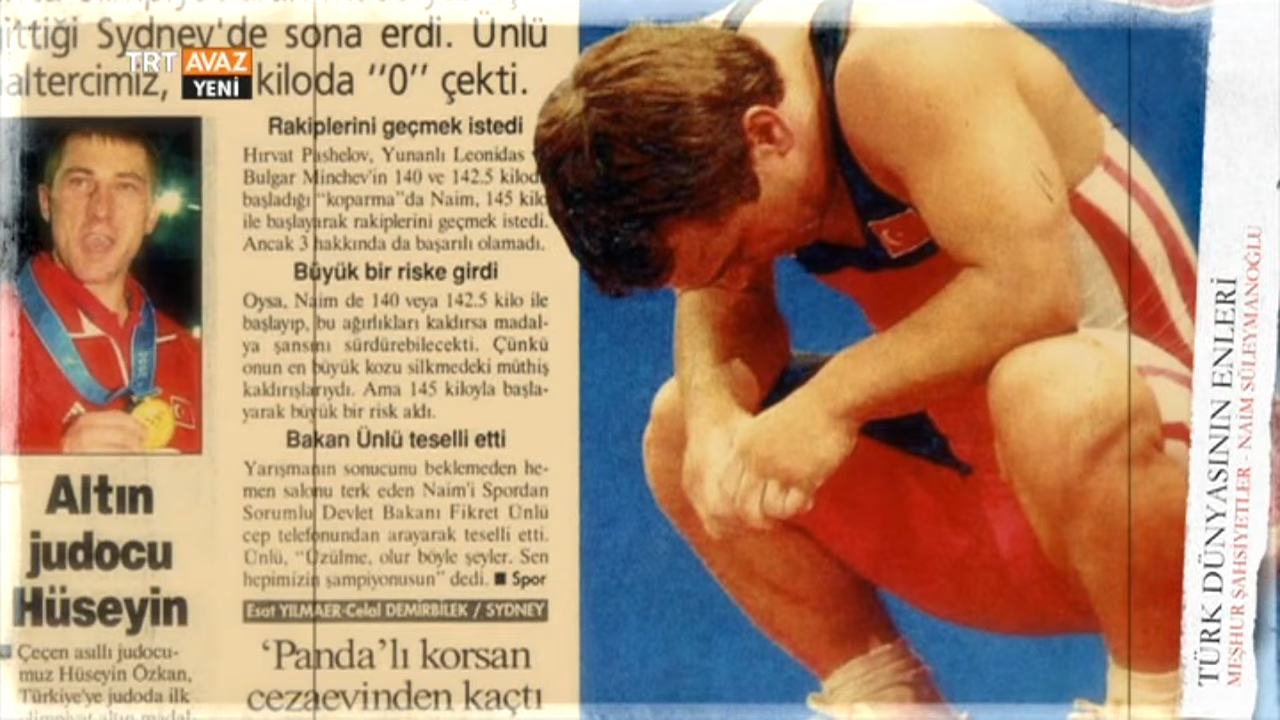 gittiği Sydney'de sona erdi. Ünlü
haltercimiz, kiloda "0" çekti.
TRT AVAZ
YENİ
Rakiplerini geçmek istedi
Hırvat Pashelov, Yunanlı Leonidas
Bulgar Minchev'in 140 ve 142.5 kiloda
başladığı "koparma"da Naim, 145 kilo
ile başlayarak rakiplerini geçmek istedi.
Ancak 3 hakkında da başarılı olamadı.
Büyük bir riske girdi
Oysa, Naim de 140 veya 142.5 kilo ile
başlayıp, bu ağırlıkları kaldırsa madal-
ya şansını sürdürebilecekti. Çünkü
onun en büyük kozu silkmedeki müthiş
kaldırışlarıydı. Ama 145 kiloyla başla-
yarak büyük bir risk aldı.
Bakan Ünlü teselli etti
Yarışmanın sonucunu beklemeden he-
men salonu terk eden Naim'i Spordan
Sorumlu Devlet Bakanı Fikret Ünlü
cep telefonundan arayarak teselli etti.
Ünlü, "Üzülme, olur böyle şeyler. Sen
hepimizin şampiyonusun" dedi. ■ Spor
Esat YILMAER-Celal DEMİRBİLEK / SYDNEY
'Panda'lı korsan
cezaevinden kaçtı
Altın
judocu
Hüseyin
Çeçen asıllı judocu-
muz Hüseyin Özkan,
Türkiye'ye judoda ilk
olimpiyat altın madal-
TÜRK DÜNYASININ ENLERİ
MEŞHUR ŞAHSİYETLER - NAİM SÜLEYMANOĞLU